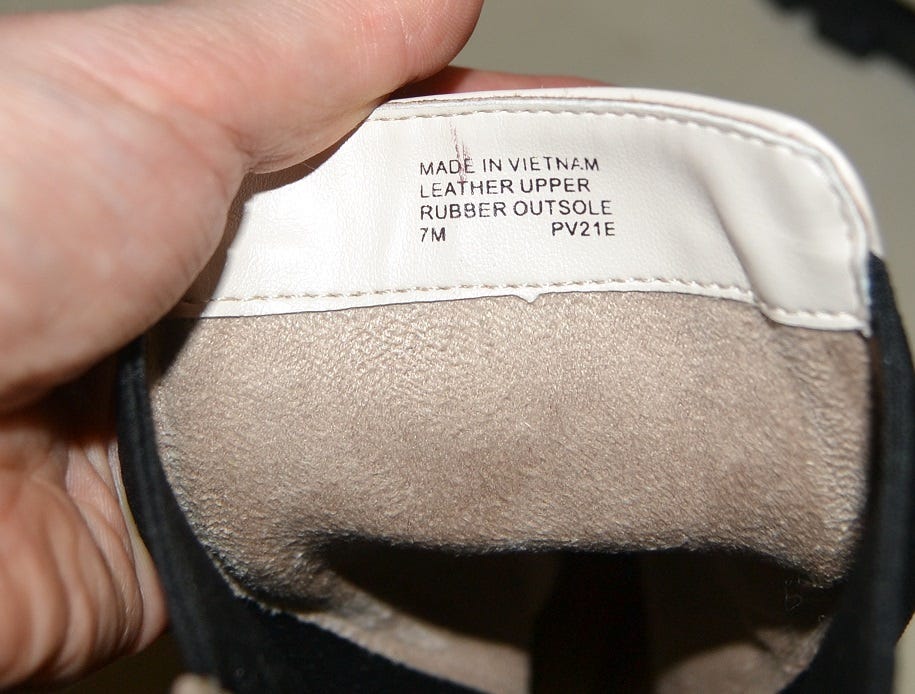 MADE IN VIETNAM
LEATHER UPPER
RUBBER OUTSOLE
7M PV21E